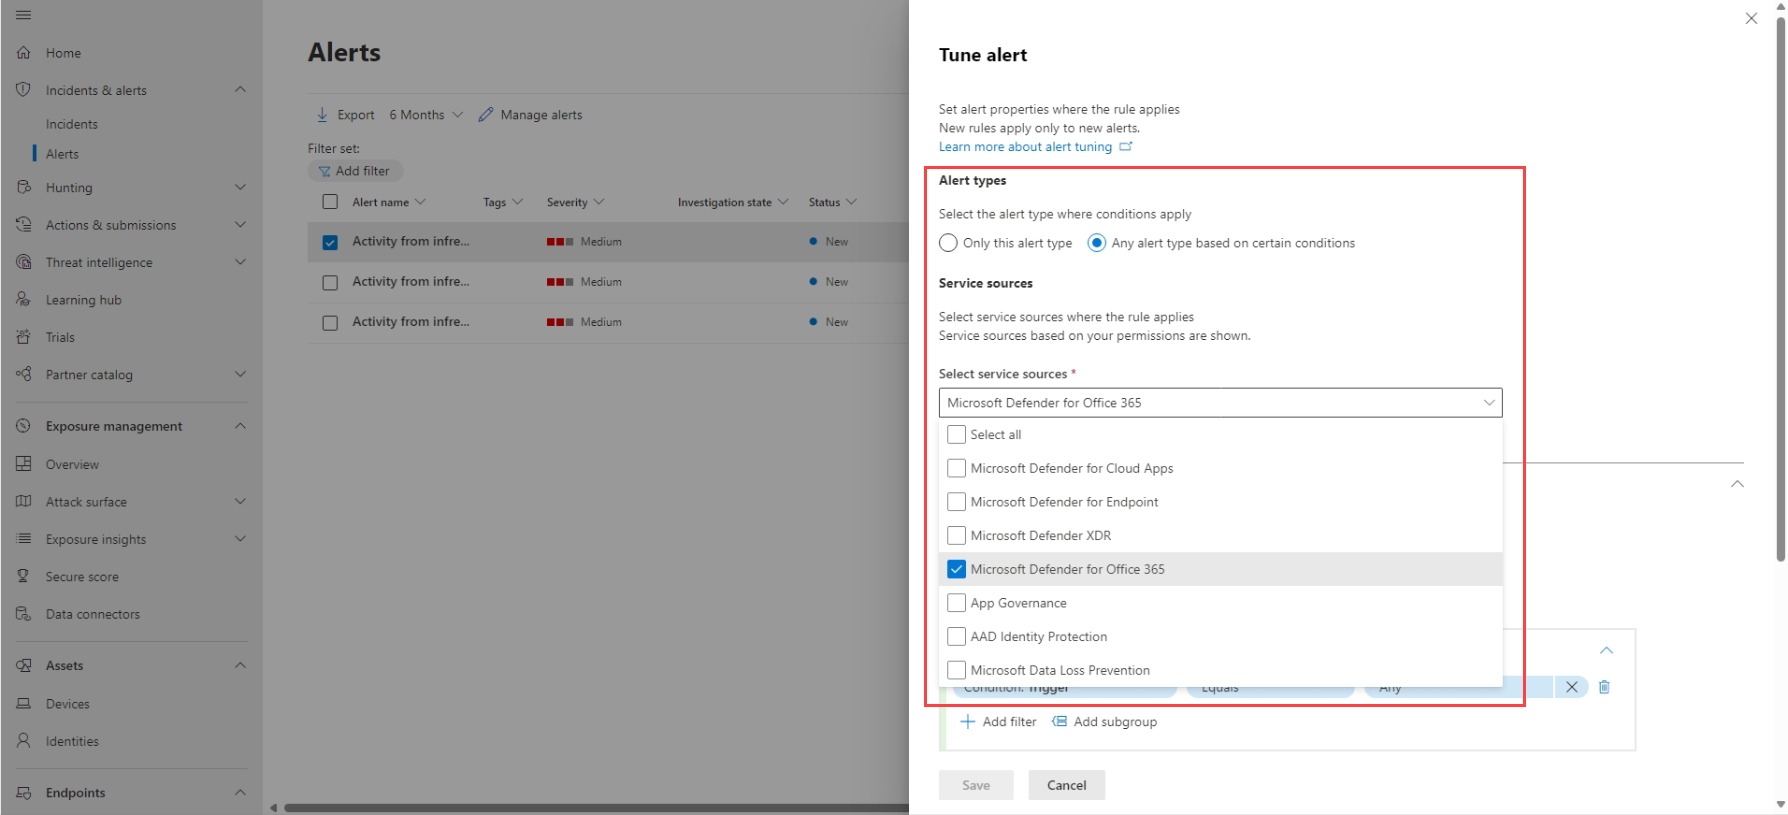 Home
Incidents & alerts
Incidents
Alerts
Hunting
Actions & submissions
Threat intelligence
Learning hub
Trials
Partner catalog
Exposure management
Overview
Attack surface
Exposure insights
Secure score
Data connectors
Assets
Devices
Identities
Endpoints
Alerts
Export 6 Months Manage alerts
Filter set:
Add filter
Alert name Tags Severity Investigation state Status
Activity from infre... Medium New
Activity from infre... Medium New
Activity from infre... Medium New
Tune alert
Set alert properties where the rule applies
New rules apply only to new alerts.
Learn more about alert tuning
Alert types
Select the alert type where conditions apply
Only this alert type Any alert type based on certain conditions
Service sources
Select service sources where the rule applies
Service sources based on your permissions are shown.
Select service sources *
Microsoft Defender for Office 365
Select all
Microsoft Defender for Cloud Apps
Microsoft Defender for Endpoint
Microsoft Defender XDR
Microsoft Defender for Office 365
App Governance
AAD Identity Protection
Microsoft Data Loss Prevention
Condition: Trigger Equals Any
Add filter Add subgroup
Save Cancel